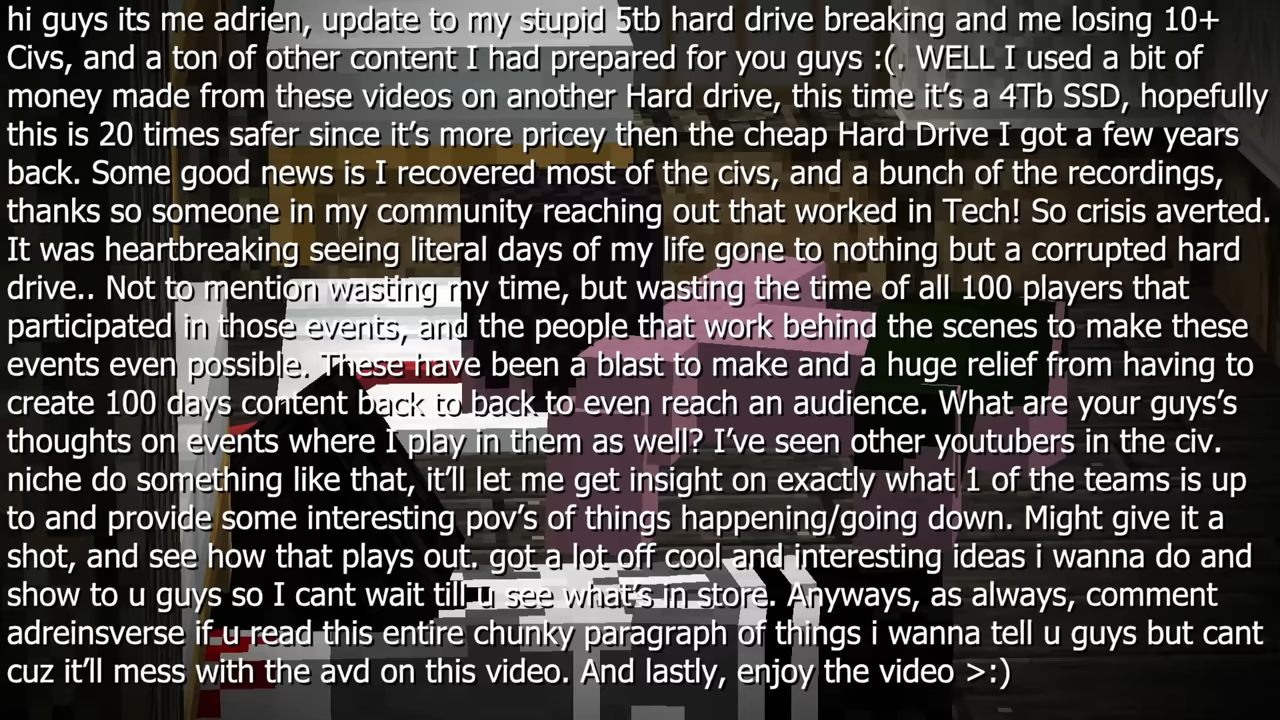 hi guys its me adrien, update to my stupid 5tb hard drive breaking and me losing 10+
Civs, and a ton of other content I had prepared for you guys :(. WELL I used a bit of
money made from these videos on another Hard drive, this time it’s a 4Tb SSD, hopefully
this is 20 times safer since it’s more pricey then the cheap Hard Drive I got a few years
back. Some good news is I recovered most of the civs, and a bunch of the recordings,
thanks so someone in my community reaching out that worked in Tech! So crisis averted.
It was heartbreaking seeing literal days of my life gone to nothing but a corrupted hard
drive.. Not to mention wasting my time, but wasting the time of all 100 players that
participated in those events, and the people that work behind the scenes to make these
events even possible. These have been a blast to make and a huge relief from having to
create 100 days content back to back to even reach an audience. What are your guys’s
thoughts on events where I play in them as well? I’ve seen other youtubers in the civ.
niche do something like that, it’ll let me get insight on exactly what 1 of the teams is up
to and provide some interesting pov’s of things happening/going down. Might give it a
shot, and see how that plays out. got a lot off cool and interesting ideas i wanna do and
show to u guys so I cant wait till u see what’s in store. Anyways, as always, comment
adreinsverse if u read this entire chunky paragraph of things i wanna tell u guys but cant
cuz it’ll mess with the avd on this video. And lastly, enjoy the video >:)